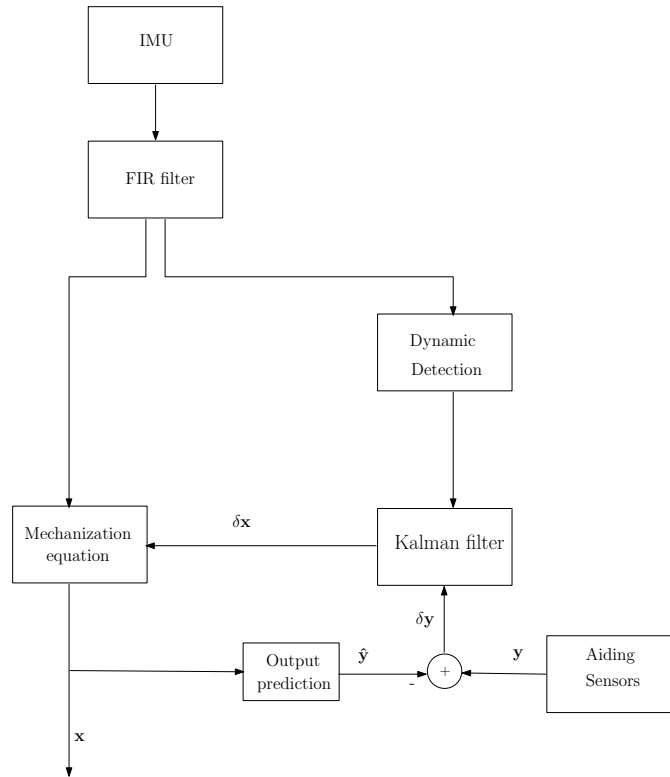 IMU
FIR filter
Dynamic
Detection
Mechanization
equation
δx
Kalman filter
δy
Output
prediction
ŷ
-
+
y
Aiding
Sensors
x